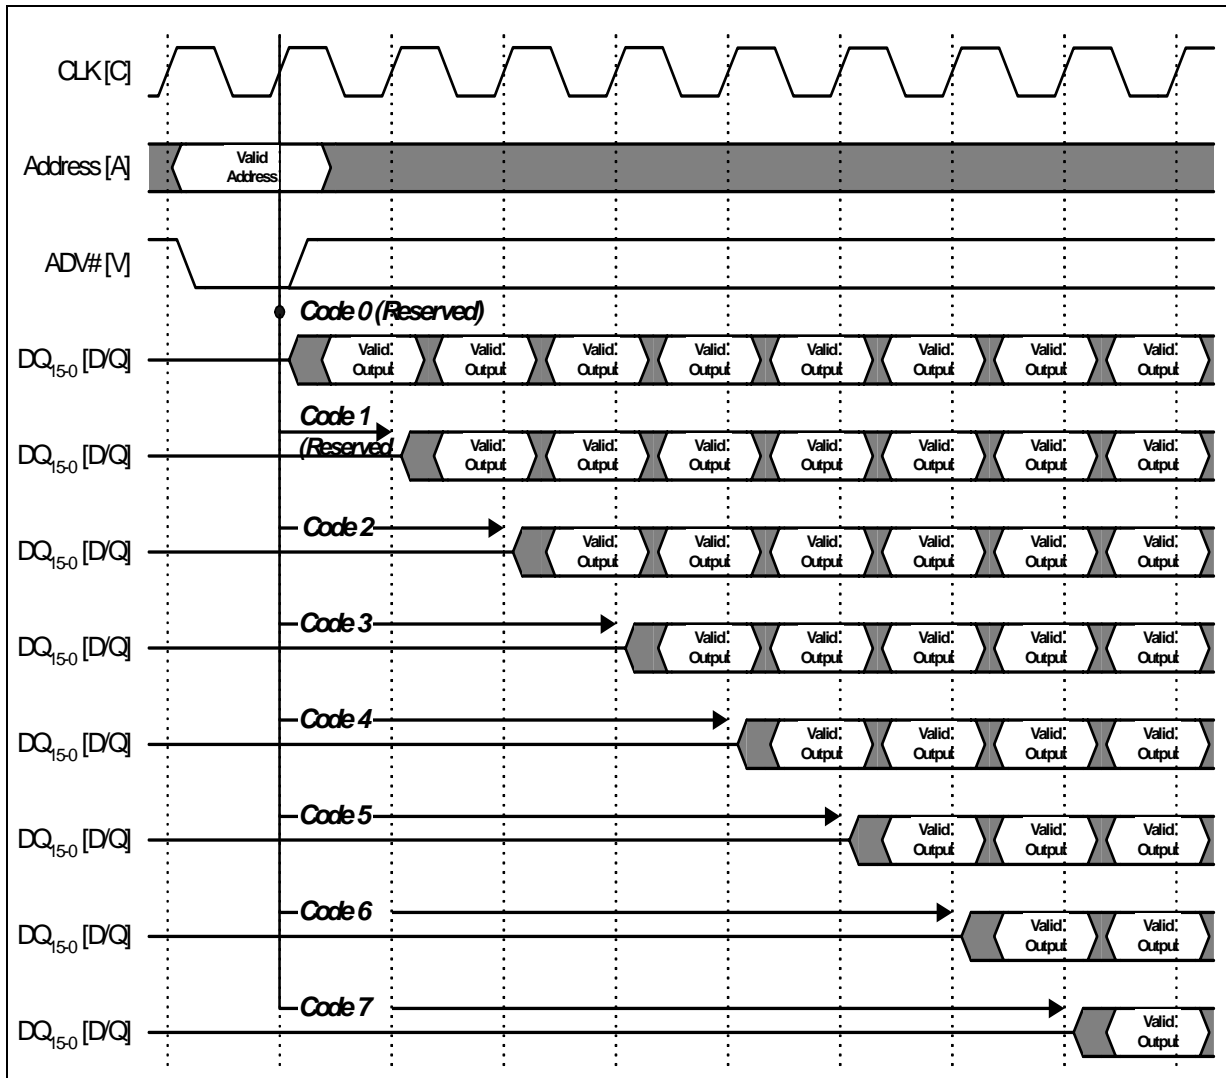 CLK [C]
Address [A]
Valid
Address
ADV# [V]
Code 0 (Reserved)
DQ15-0 [D/Q]
Valid Output Valid Output Valid Output Valid Output Valid Output Valid Output Valid Output Valid Output
Code 1
(Reserved
DQ15-0 [D/Q]
Valid Output Valid Output Valid Output Valid Output Valid Output Valid Output Valid Output
Code 2
DQ15-0 [D/Q]
Valid Output Valid Output Valid Output Valid Output Valid Output Valid Output
Code 3
DQ15-0 [D/Q]
Valid Output Valid Output Valid Output Valid Output Valid Output
Code 4
DQ15-0 [D/Q]
Valid Output Valid Output Valid Output Valid Output
Code 5
DQ15-0 [D/Q]
Valid Output Valid Output Valid Output
Code 6
DQ15-0 [D/Q]
Valid Output Valid Output
Code 7
DQ15-0 [D/Q]
Valid Output